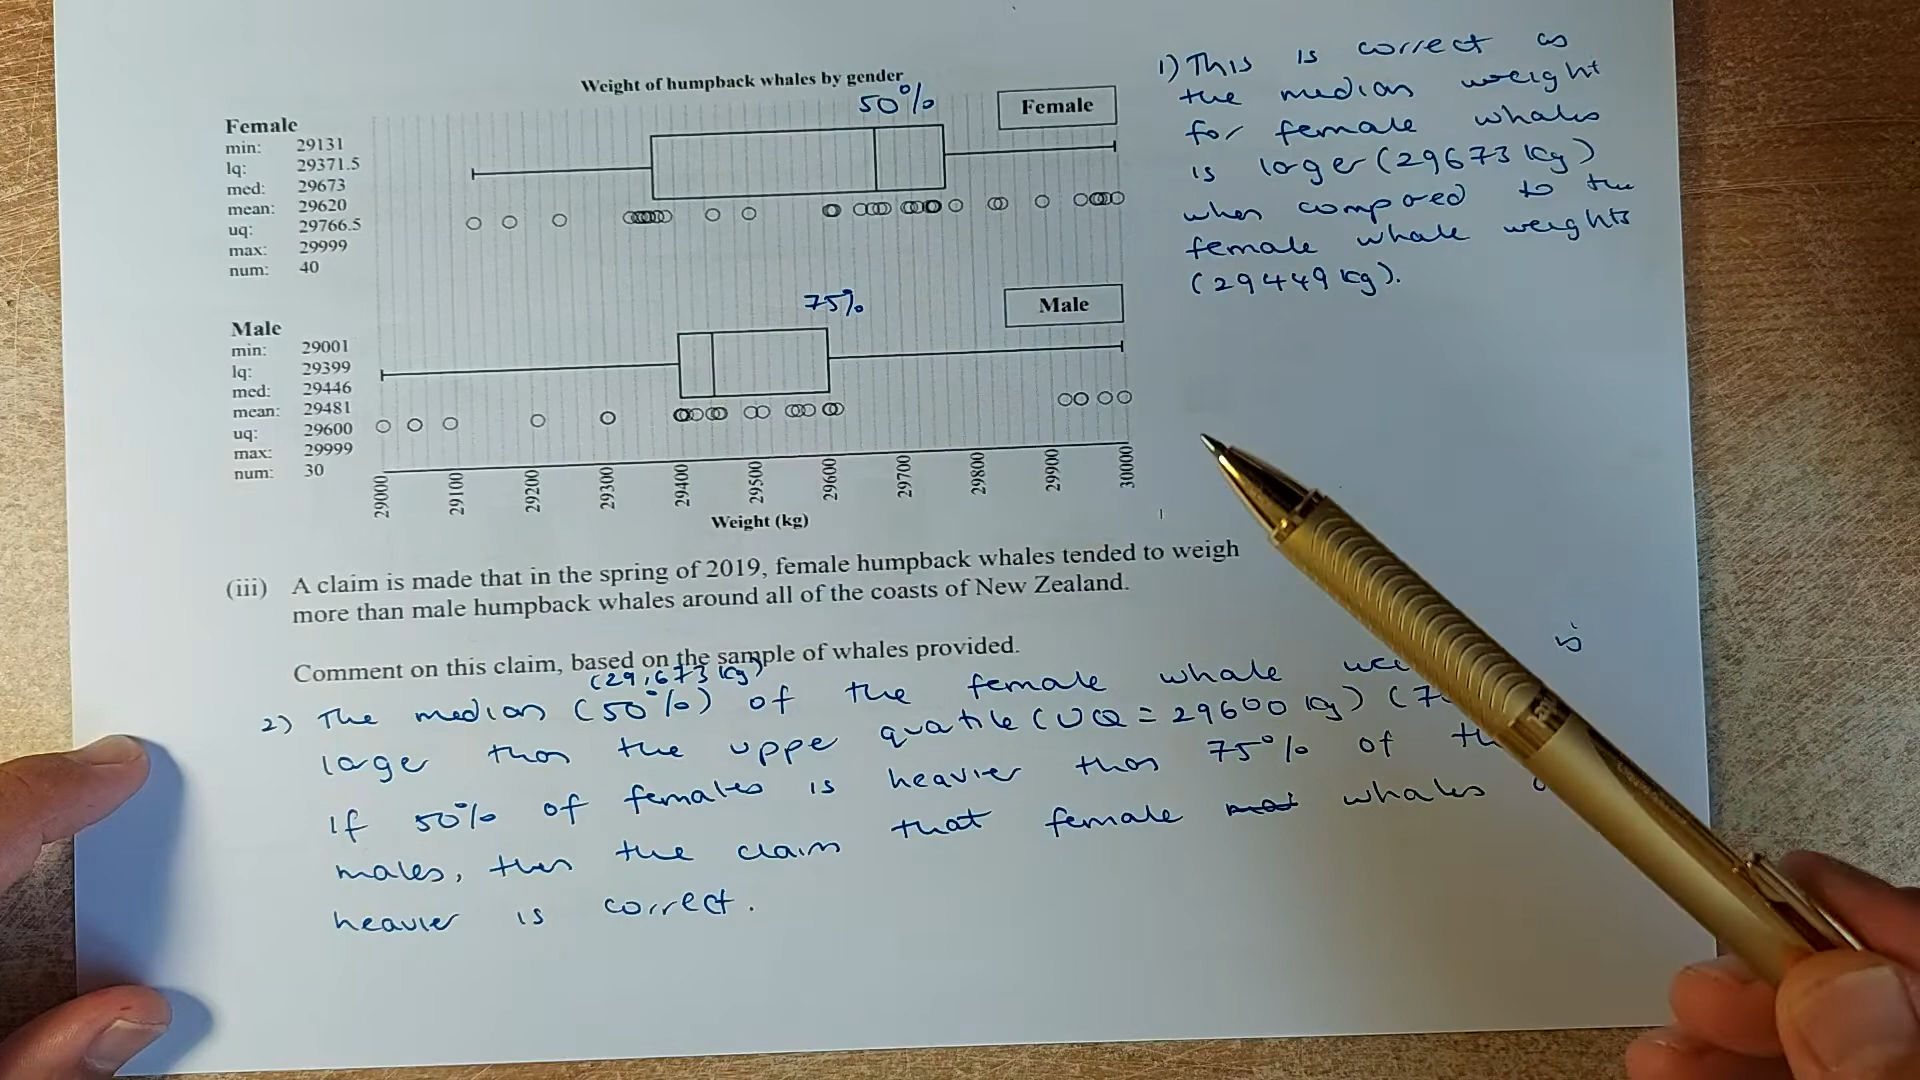 Weight of humpback whales by gender
50%
Female
Female
min: 29131
lq: 29371.5
med: 29673
mean: 29620
uq: 29766.5
max: 29999
num: 40
75%
Male
Male
min: 29001
lq: 29399
med: 29446
mean: 29481
uq: 29600
max: 29999
num: 30
29000 29100 29200 29300 29400 29500 29600 29700 29800 29900 30000
Weight (kg)
1) This is correct as
the median weight
for female whales
is larger (29673 kg)
when compared to the
female whale weights
(29449 kg).
(iii) A claim is made that in the spring of 2019, female humpback whales tended to weigh
more than male humpback whales around all of the coasts of New Zealand.
Comment on this claim, based on the sample of whales provided.
(29,673 kg)
2) The median (50%) of the female whale is
large than the uppe quatile (UQ = 29600 kg)
If 50% of females is heavier than 75% of
males, then the claim that female whales
heavier is correct.